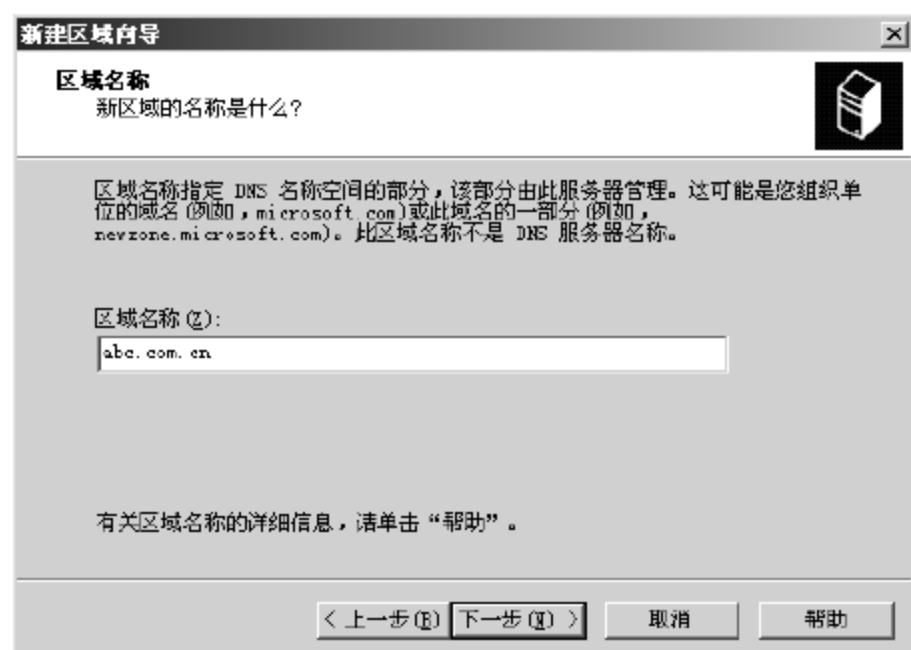 新建区域向导
区域名称
新区域的名称是什么?
区域名称指定 DNS 名称空间的部分，该部分由此服务器管理。这可能是您组织单
位的域名(例如，microsoft.com)或此域名的一部分(例如，
newzone.microsoft.com)。此区域名称不是 DNS 服务器名称。
区域名称(Z):
abc.com.cn
有关区域名称的详细信息，请单击“帮助”。
< 上一步(B) 下一步(N) > 取消 帮助